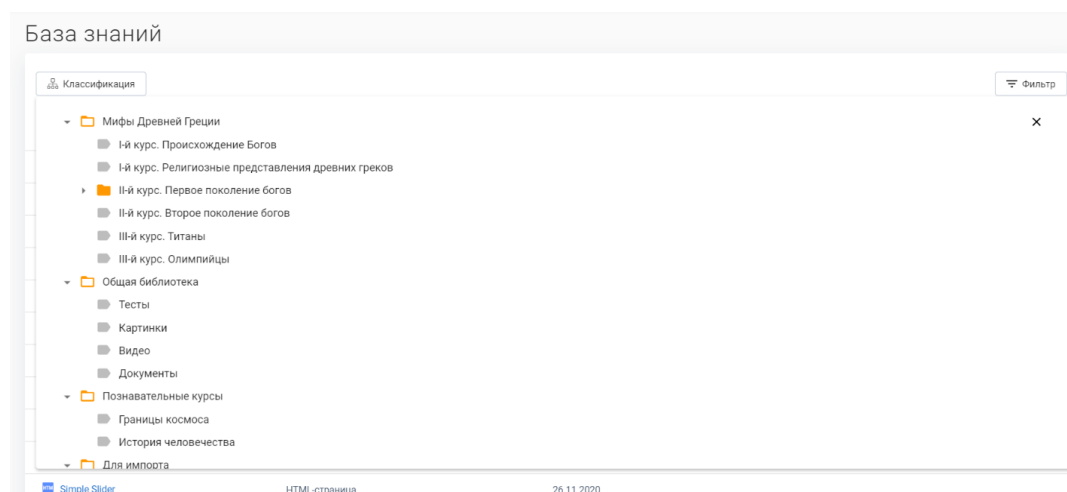 База знаний
Классификация
Фильтр
Мифы Древней Греции
I-й курс. Происхождение Богов
I-й курс. Религиозные представления древних греков
II-й курс. Первое поколение богов
II-й курс. Второе поколение богов
III-й курс. Титаны
III-й курс. Олимпийцы
Общая библиотека
Тесты
Картинки
Видео
Документы
Познавательные курсы
Границы космоса
История человечества
Для импорта
Simple Slider HTML-страница 26.11.2020